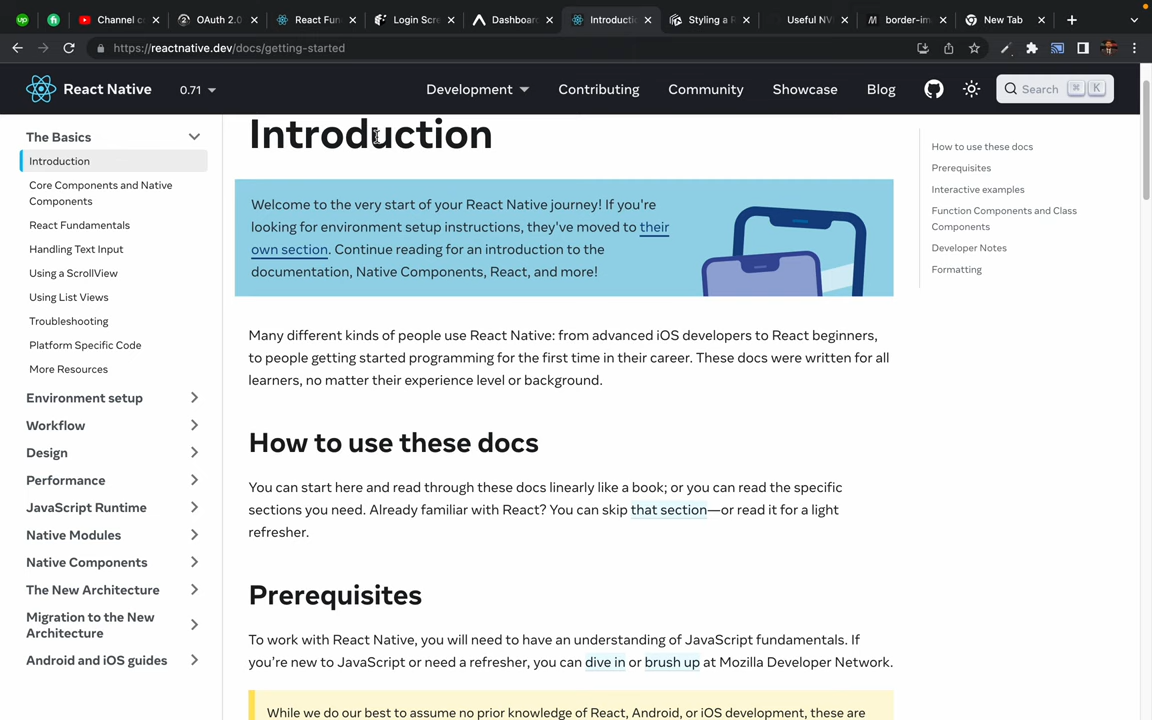 Channel c
OAuth 2.0
React Fun
Login Scre
Dashboar
Introducti
Styling a R
Useful NV
border-im
New Tab
https://reactnative.dev/docs/getting-started
React Native
0.71
Development
Contributing
Community
Showcase
Blog
Search ⌘ K
The Basics
Introduction
Core Components and Native
Components
React Fundamentals
Handling Text Input
Using a ScrollView
Using List Views
Troubleshooting
Platform Specific Code
More Resources
Environment setup
Workflow
Design
Performance
JavaScript Runtime
Native Modules
Native Components
The New Architecture
Migration to the New
Architecture
Android and iOS guides
Introduction
Welcome to the very start of your React Native journey! If you're
looking for environment setup instructions, they've moved to their
own section. Continue reading for an introduction to the
documentation, Native Components, React, and more!
Many different kinds of people use React Native: from advanced iOS developers to React beginners,
to people getting started programming for the first time in their career. These docs were written for all
learners, no matter their experience level or background.
How to use these docs
You can start here and read through these docs linearly like a book; or you can read the specific
sections you need. Already familiar with React? You can skip that section—or read it for a light
refresher.
Prerequisites
To work with React Native, you will need to have an understanding of JavaScript fundamentals. If
you’re new to JavaScript or need a refresher, you can dive in or brush up at Mozilla Developer Network.
While we do our best to assume no prior knowledge of React, Android, or iOS development, these are
How to use these docs
Prerequisites
Interactive examples
Function Components and Class
Components
Developer Notes
Formatting